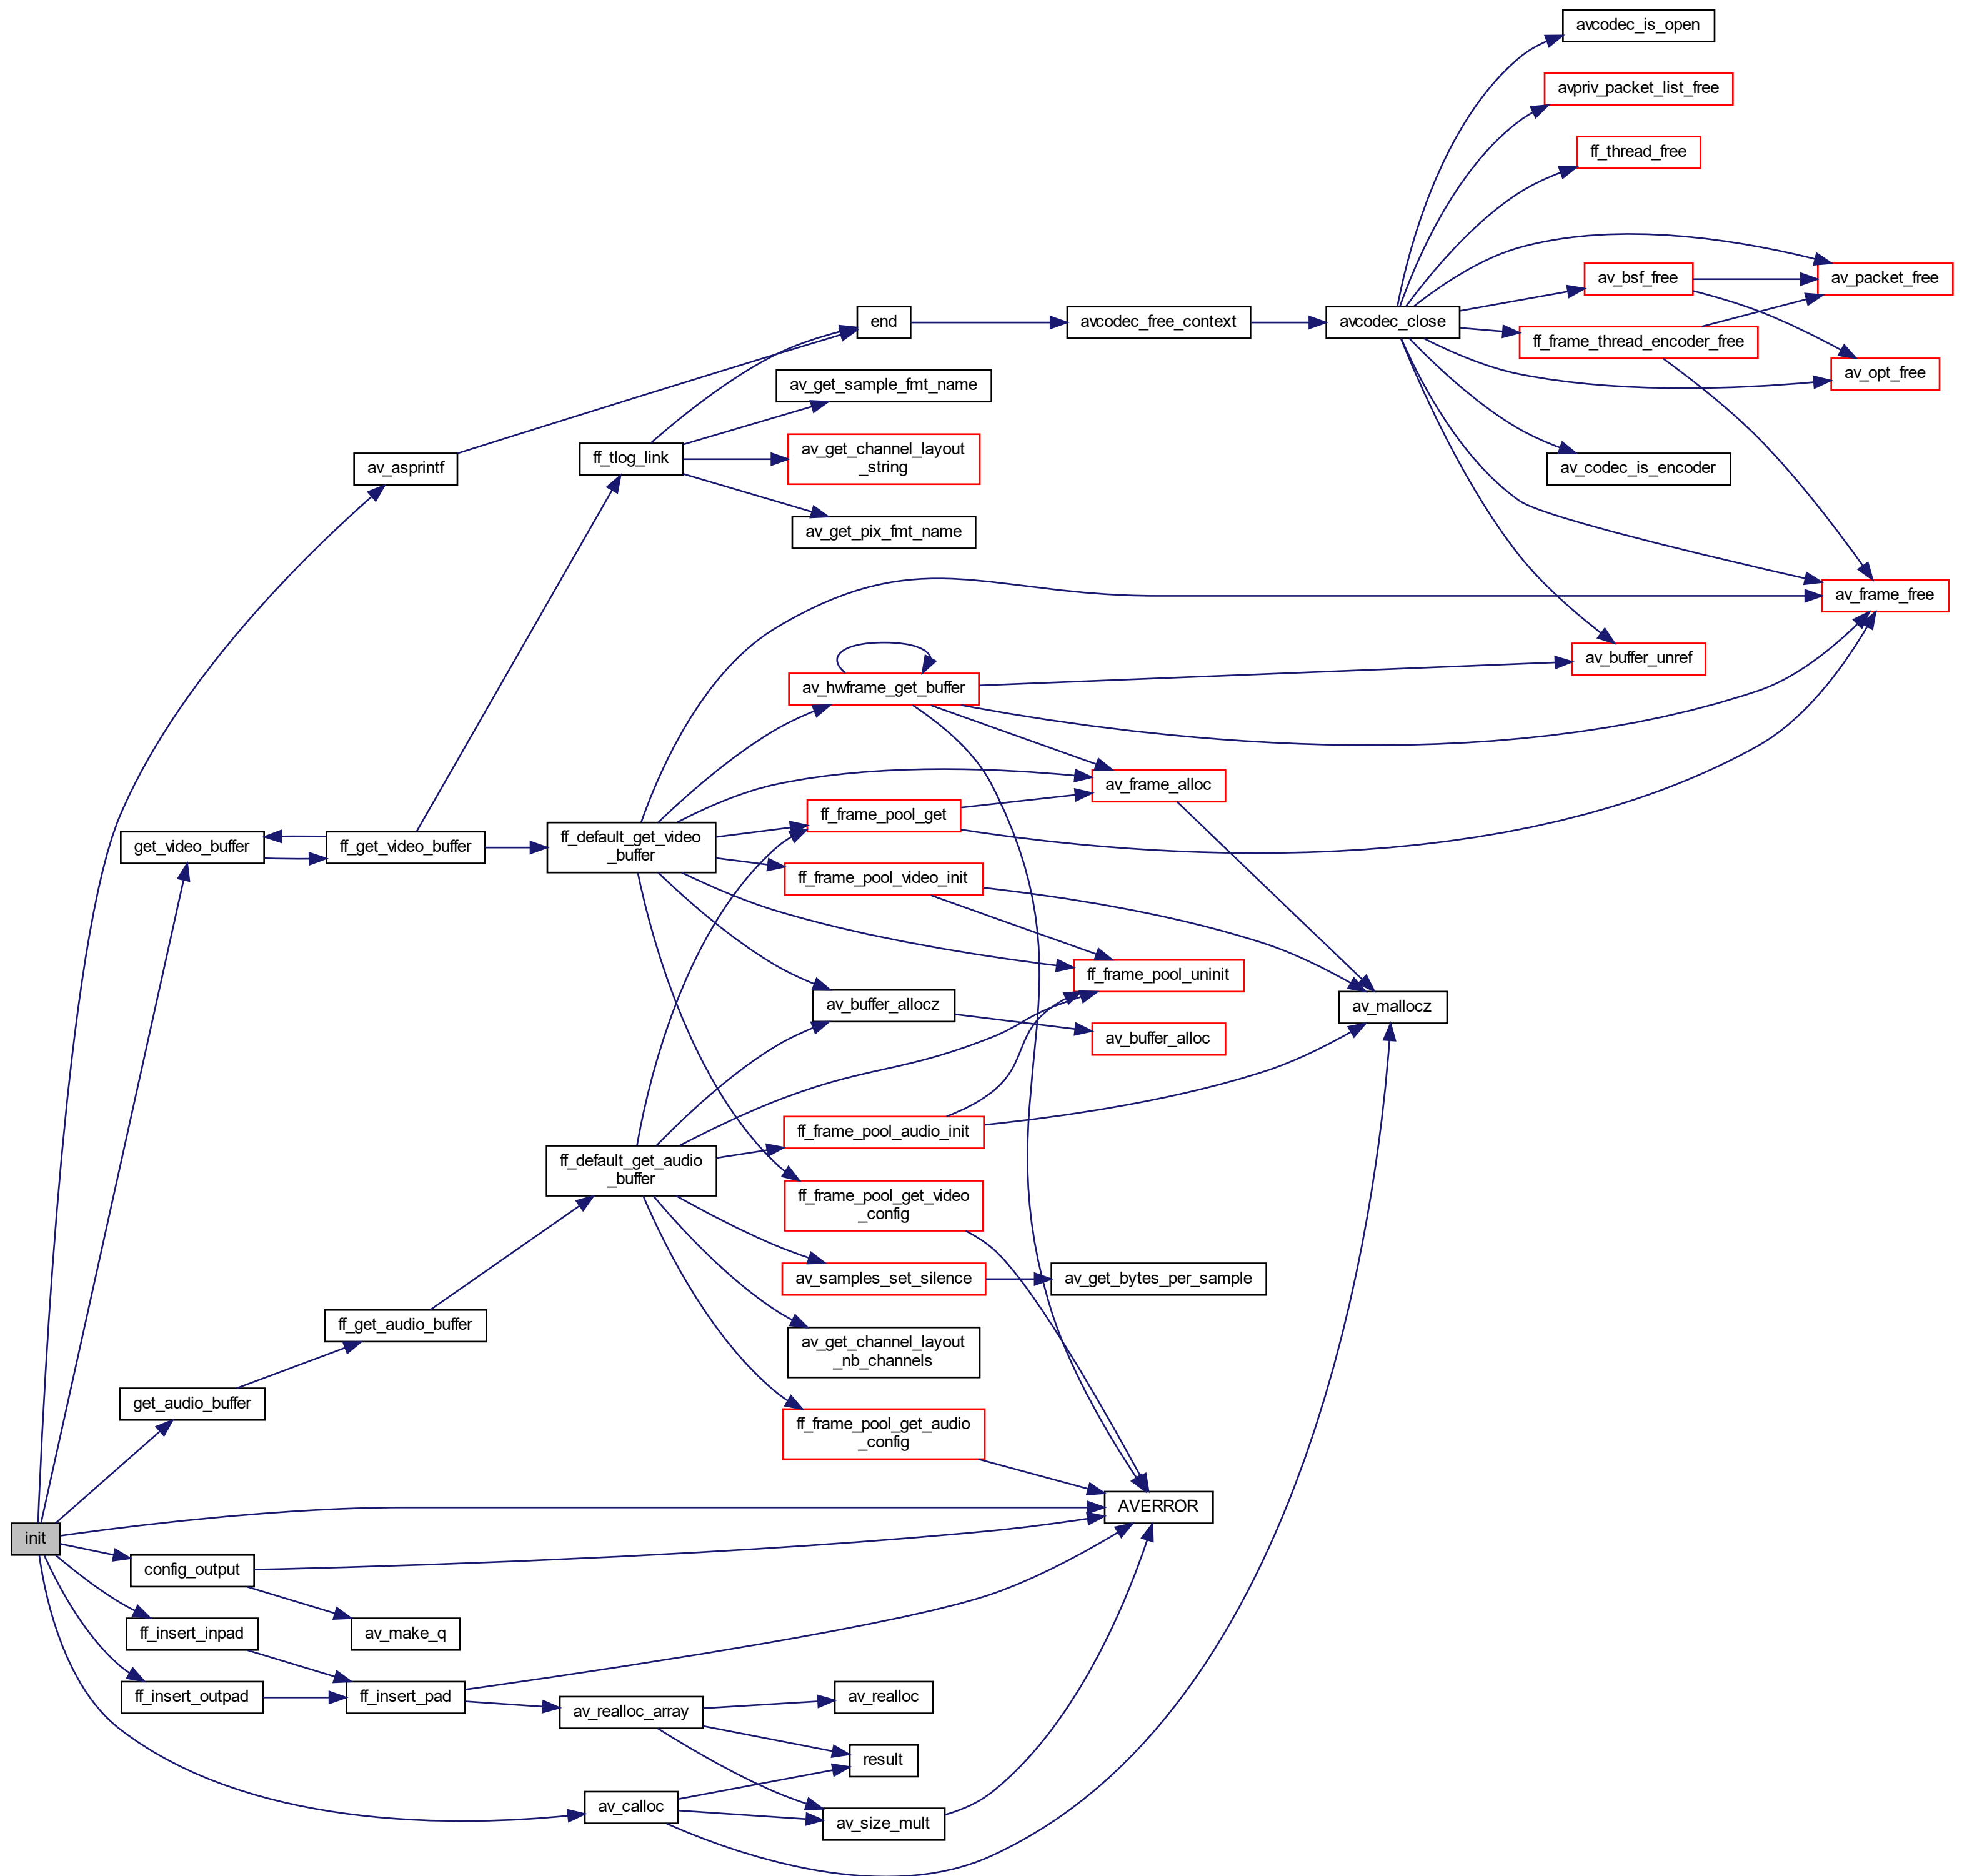 avcodec_is_open
avpriv_packet_list_free
ff_thread_free
av_bsf_free
av_packet_free
end
avcodec_free_context
avcodec_close
ff_frame_thread_encoder_free
av_opt_free
av_get_sample_fmt_name
av_asprintf
ff_tlog_link
av_get_channel_layout
_string
av_codec_is_encoder
av_get_pix_fmt_name
av_frame_free
av_buffer_unref
av_hwframe_get_buffer
av_frame_alloc
ff_frame_pool_get
get_video_buffer
ff_get_video_buffer
ff_default_get_video
_buffer
ff_frame_pool_video_init
ff_frame_pool_uninit
av_buffer_allocz
av_mallocz
av_buffer_alloc
ff_frame_pool_audio_init
ff_default_get_audio
_buffer
ff_frame_pool_get_video
_config
av_samples_set_silence
av_get_bytes_per_sample
ff_get_audio_buffer
av_get_channel_layout
_nb_channels
get_audio_buffer
ff_frame_pool_get_audio
_config
AVERROR
init
config_output
ff_insert_inpad
av_make_q
ff_insert_outpad
ff_insert_pad
av_realloc_array
av_realloc
result
av_calloc
av_size_mult